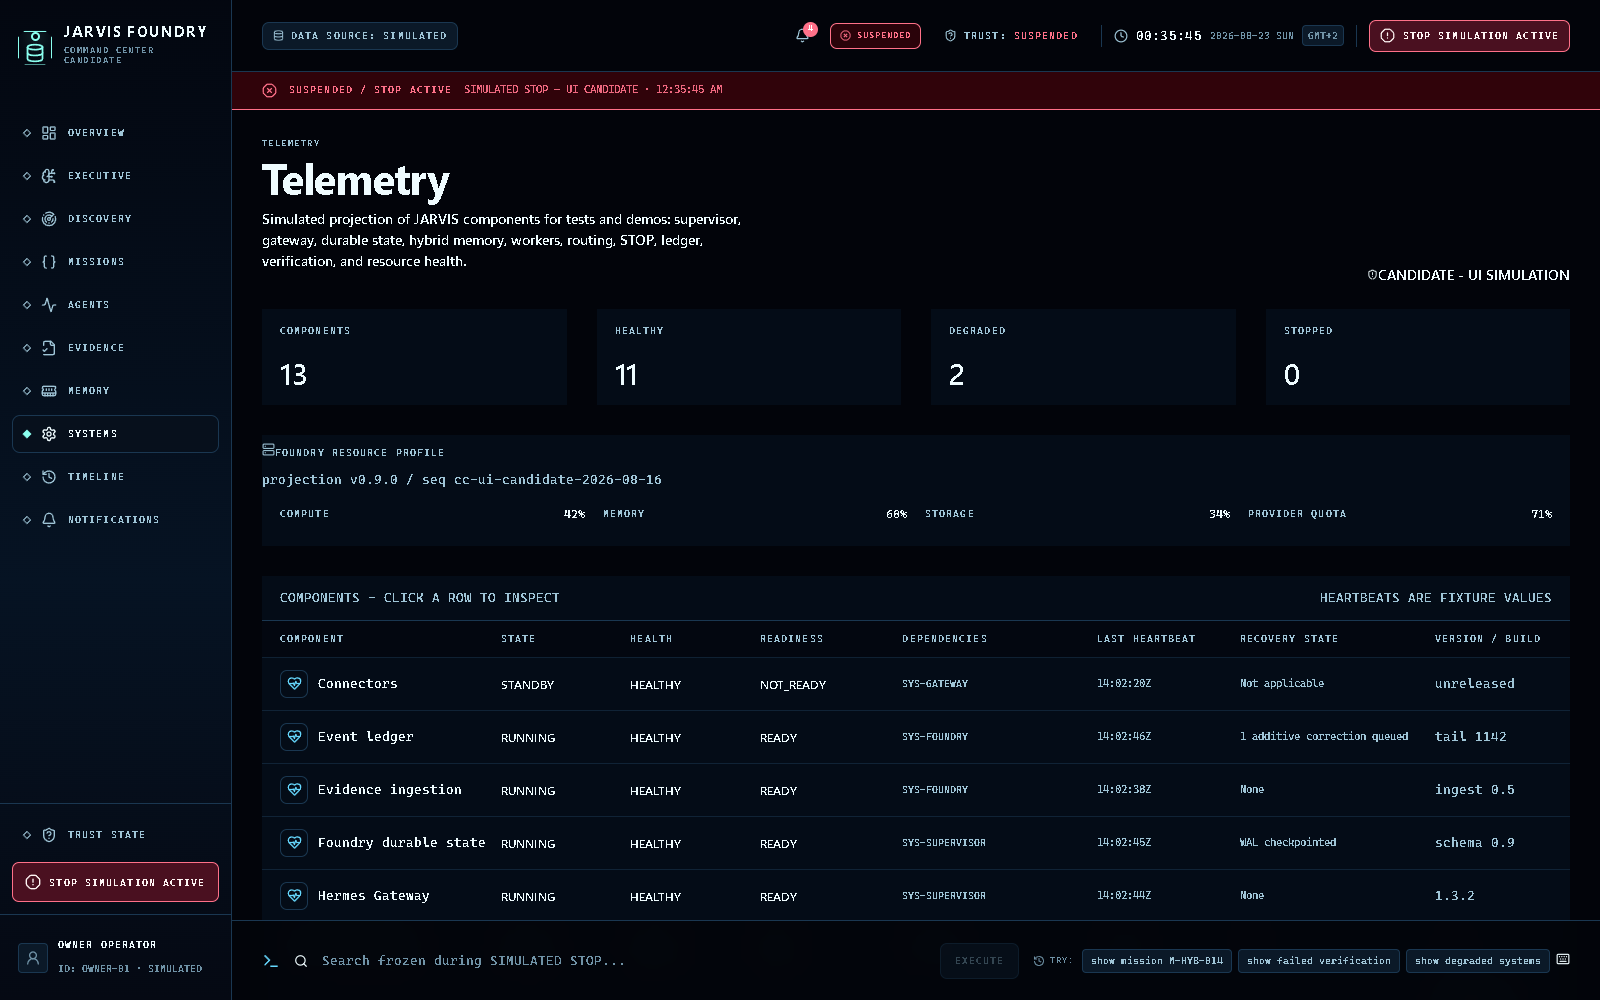 JARVIS FOUNDRY
COMMAND CENTER
CANDIDATE
OVERVIEW
EXECUTIVE
DISCOVERY
MISSIONS
AGENTS
EVIDENCE
MEMORY
SYSTEMS
TIMELINE
NOTIFICATIONS
TRUST STATE
STOP SIMULATION ACTIVE
OWNER OPERATOR
ID: OWNER-01 · SIMULATED
DATA SOURCE: SIMULATED
4
SUSPENDED
TRUST: SUSPENDED
00:35:45 2026-08-23 SUN GMT+2
STOP SIMULATION ACTIVE
SUSPENDED / STOP ACTIVE SIMULATED STOP — UI CANDIDATE · 12:35:45 AM
TELEMETRY
Telemetry
Simulated projection of JARVIS components for tests and demos: supervisor,
gateway, durable state, hybrid memory, workers, routing, STOP, ledger,
verification, and resource health.
CANDIDATE - UI SIMULATION
COMPONENTS
13
HEALTHY
11
DEGRADED
2
STOPPED
0
FOUNDRY RESOURCE PROFILE
projection v0.9.0 / seq cc-ui-candidate-2026-08-16
COMPUTE 42% MEMORY 68% STORAGE 34% PROVIDER QUOTA 71%
COMPONENTS — CLICK A ROW TO INSPECT HEARTBEATS ARE FIXTURE VALUES
COMPONENT STATE HEALTH READINESS DEPENDENCIES LAST HEARTBEAT RECOVERY STATE VERSION / BUILD
Connectors STANDBY HEALTHY NOT_READY SYS-GATEWAY 14:02:20Z Not applicable unreleased
Event ledger RUNNING HEALTHY READY SYS-FOUNDRY 14:02:46Z 1 additive correction queued tail 1142
Evidence ingestion RUNNING HEALTHY READY SYS-FOUNDRY 14:02:38Z None ingest 0.5
Foundry durable state RUNNING HEALTHY READY SYS-SUPERVISOR 14:02:45Z WAL checkpointed schema 0.9
Hermes Gateway RUNNING HEALTHY READY SYS-SUPERVISOR 14:02:44Z None 1.3.2
Search frozen during SIMULATED STOP...
EXECUTE
TRY: show mission M-HYB-014 show failed verification show degraded systems